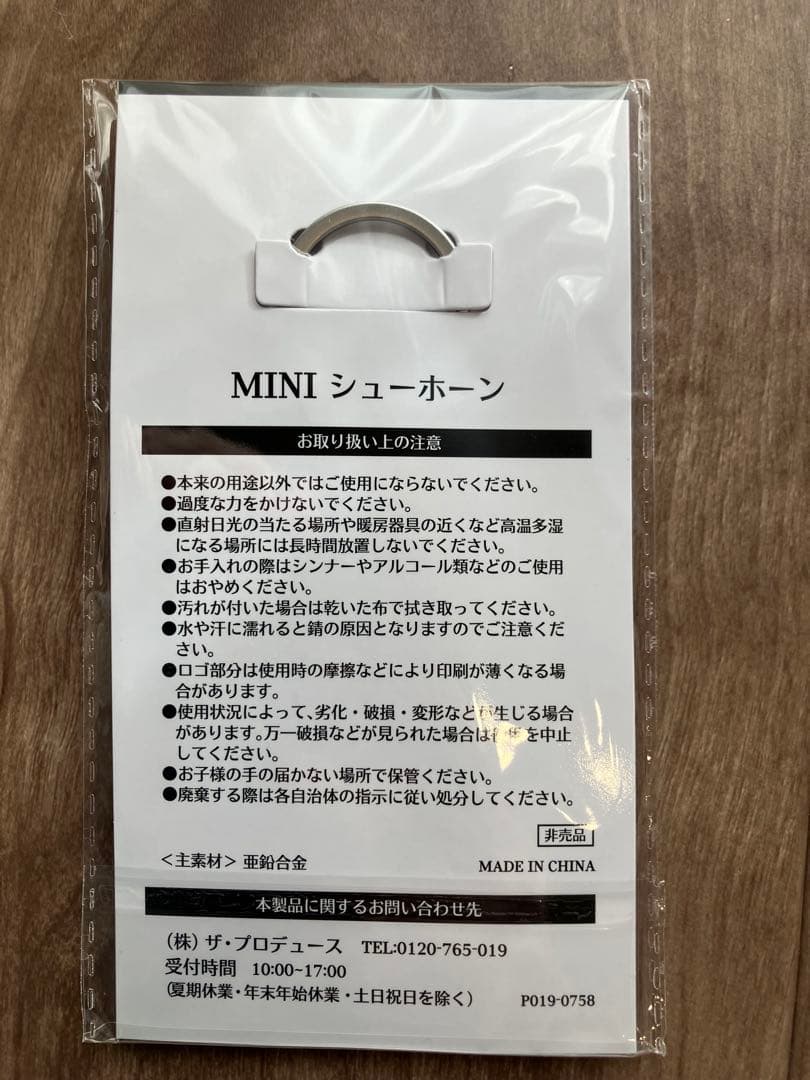 MINI シューホーン
お取り扱い上の注意
●本来の用途以外ではご使用にならないでください。
●過度な力をかけないでください。
●直射日光の当たる場所や暖房器具の近くなど高温多湿
になる場所には長時間放置しないでください。
●お手入れの際はシンナーやアルコール類などのご使用
はおやめください。
●汚れが付いた場合は乾いた布で拭き取ってください。
●水や汗に濡れると錆の原因となりますのでご注意くだ
さい。
●ロゴ部分は使用時の摩擦などにより印刷が薄くなる場
合があります。
●使用状況によって、劣化・破損・変形などが生じる場合
があります。万一破損などが見られた場合は を中止
してください。
●お子様の手の届かない場所で保管ください。
●廃棄する際は各自治体の指示に従い処分してください。
非売品
＜主素材＞亜鉛合金 MADE IN CHINA
本製品に関するお問い合わせ先
（株）ザ・プロデュース TEL:0120-765-019
受付時間 10:00~17:00
（夏期休業・年末年始休業・土日祝日を除く） P019-0758